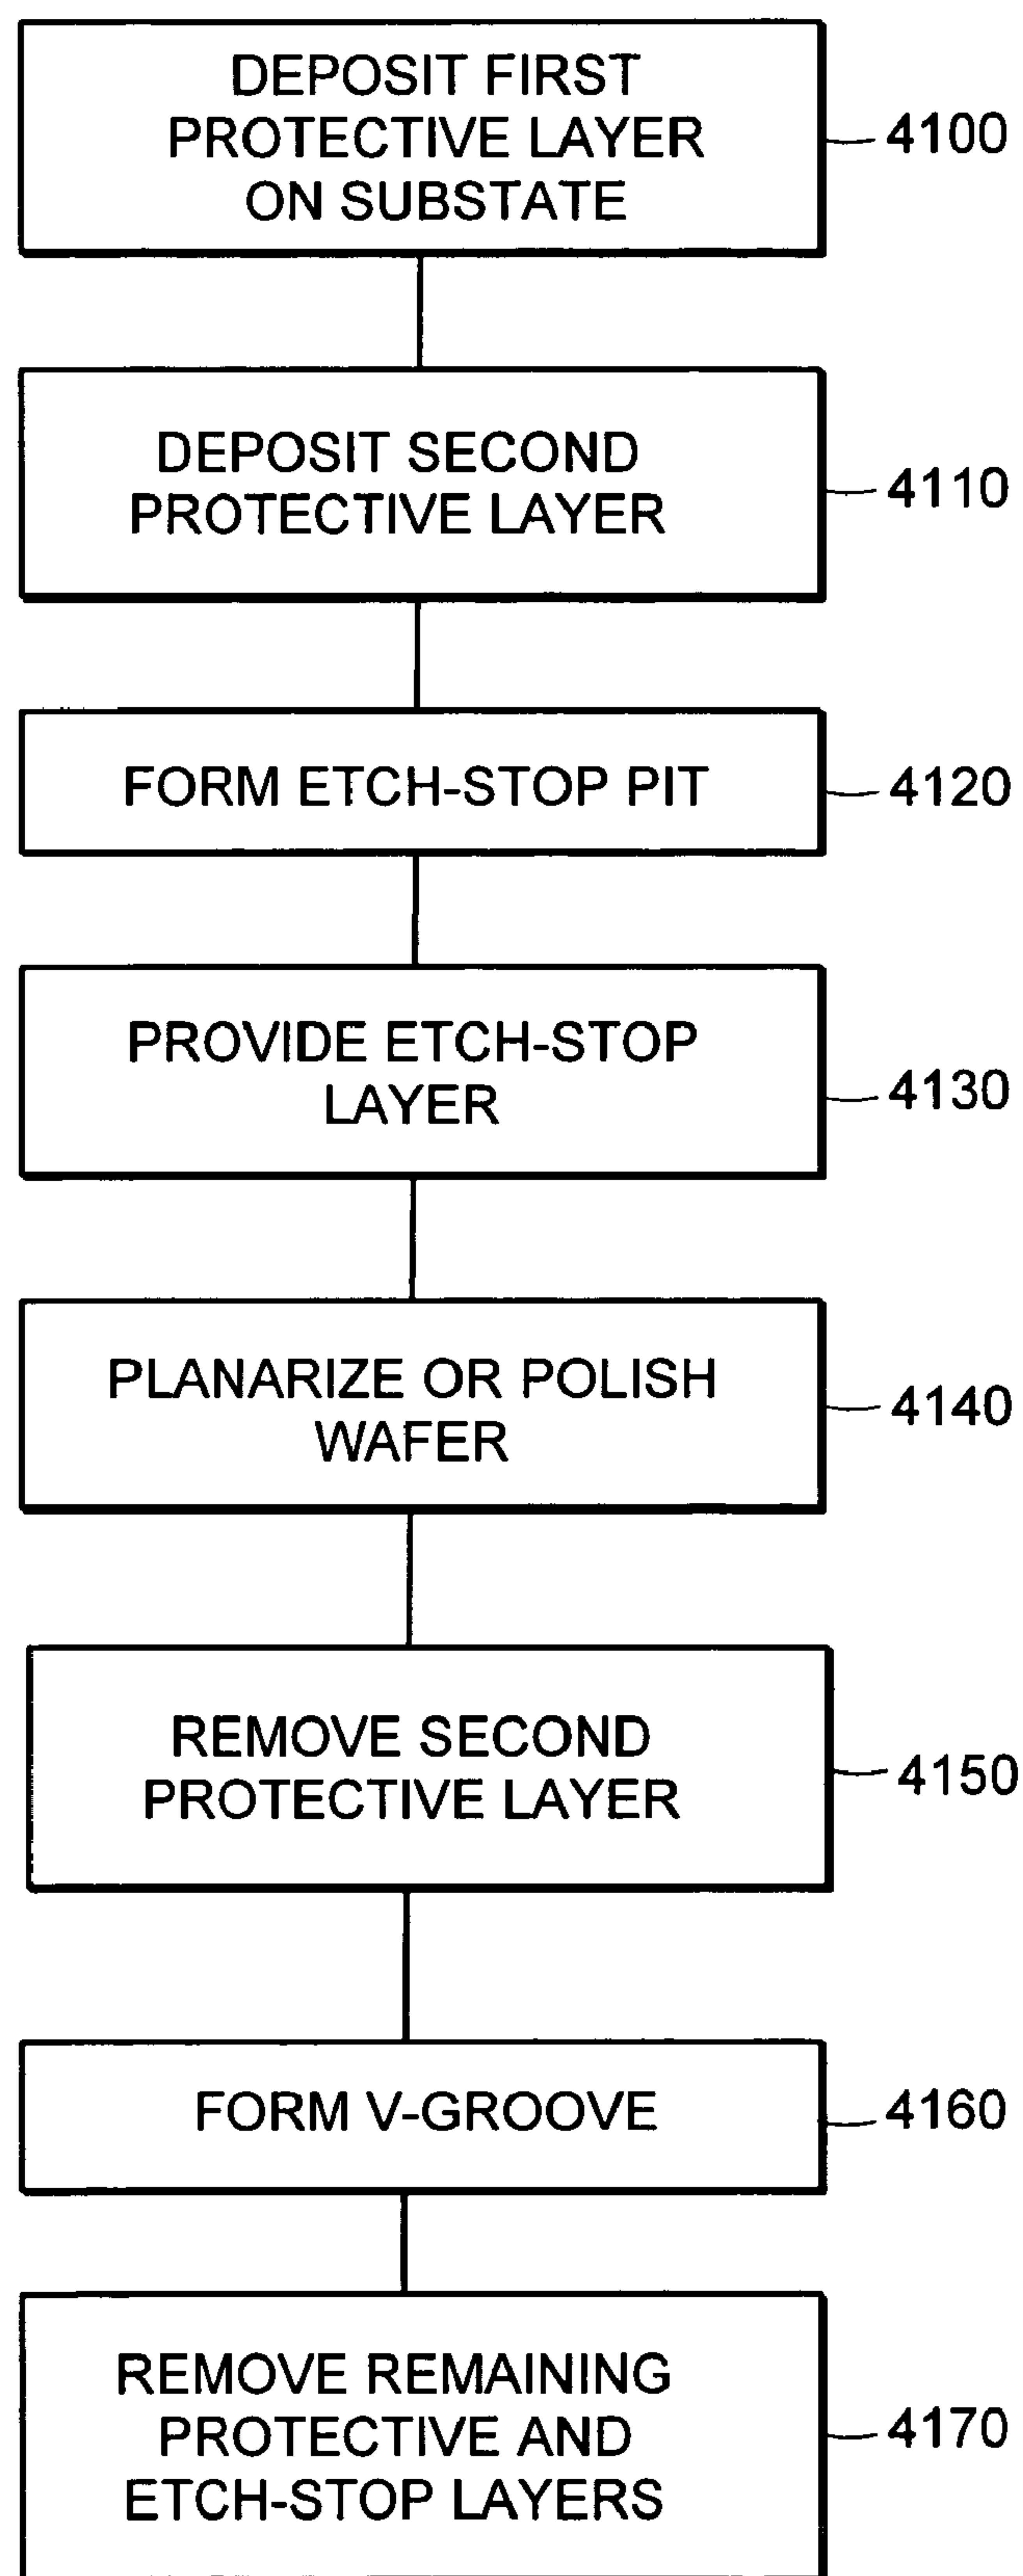 DEPOSIT FIRST
PROTECTIVE LAYER
ON SUBSTATE
4100
DEPOSIT SECOND
PROTECTIVE LAYER
4110
FORM ETCH-STOP PIT
4120
PROVIDE ETCH-STOP
LAYER
4130
PLANARIZE OR POLISH
WAFER
4140
REMOVE SECOND
PROTECTIVE LAYER
4150
FORM V-GROOVE
4160
REMOVE REMAINING
PROTECTIVE AND
ETCH-STOP LAYERS
4170